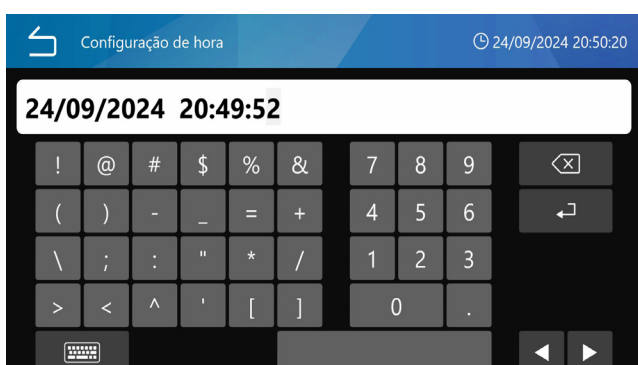 Configuração de hora 24/09/2024 20:50:20
24/09/2024 20:49:52
! @ # $ % & 7 8 9
( ) - _ = + 4 5 6
\ ; : " * / 1 2 3
> < ^ ' [ ] 0 .